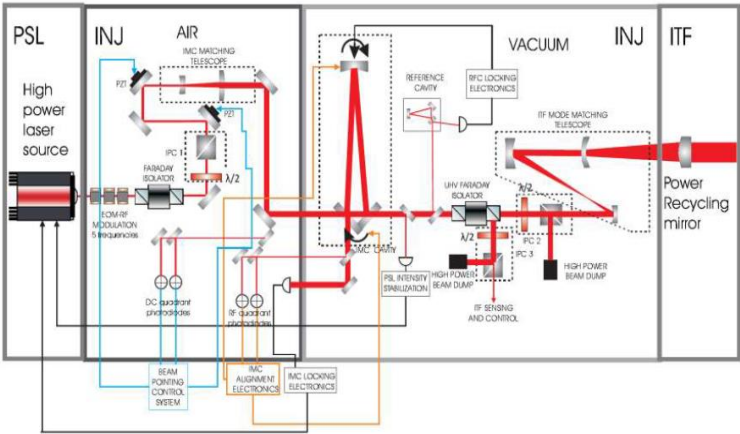 PSL
INJ
AIR
VACUUM
INJ
ITF
High
power
laser
source
IMC MATCHING
TELESCOPE
PZT
PZT
IPC 1
λ/2
FARADAY
ISOLATOR
EOM-RF
MODULATION
5 frequencies
DC quadrant
photodiodes
RF quadrant
photodiodes
BEAM
POINTING
CONTROL
SYSTEM
IMC
ALIGNMENT
ELECTRONICS
IMC LOCKING
ELECTRONICS
IMC CAVITY
REFERENCE
CAVITY
RFC LOCKING
ELECTRONICS
PSL INTENSITY
STABILIZATION
UHV FARADAY
ISOLATOR
λ/2
IPC 2
λ/2
IPC 3
HIGH POWER
BEAM DUMP
HIGH POWER
BEAM DUMP
ITF SENSING
AND CONTROL
ITF MODE MATCHING
TELESCOPE
Power
Recycling
mirror